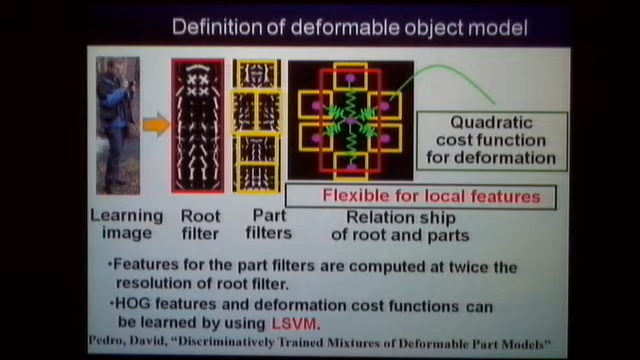 Definition of deformable object model
Quadratic
cost function
for deformation
Flexible for local features
Learning
image
Root
filter
Part
filters
Relation ship
of root and parts
•Features for the part filters are computed at twice the
resolution of root filter.
•HOG features and deformation cost functions can
be learned by using LSVM.
Pedro, David, "Discriminatively Trained Mixtures of Deformable Part Models"